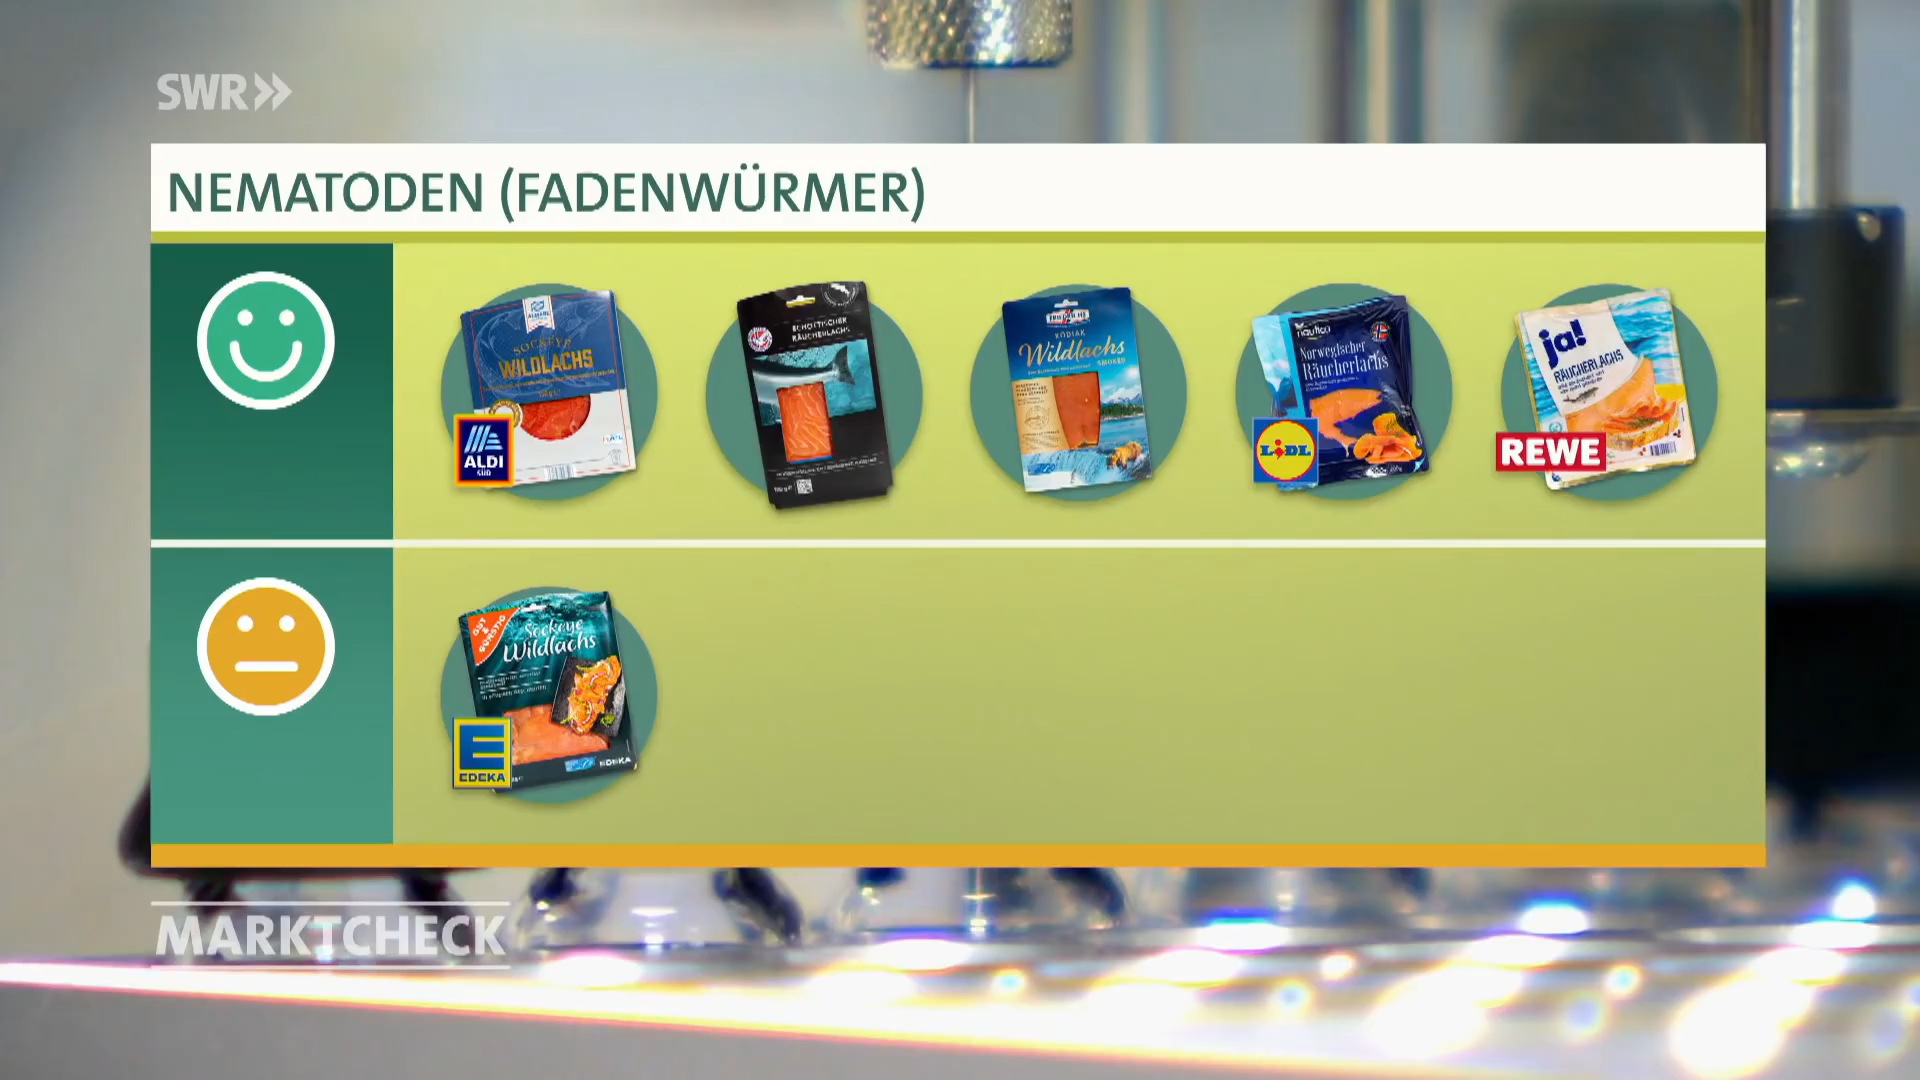 SWR
NEMATODEN (FADENWÜRMER)
SOCKEYE
WILDLACHS
ALDI
SÜD
SCHOTTISCHER
RÄUCHERLACHS
KODIAK
Wildlachs
SMOKED
nautica
Norwegischer
Räucherlachs
LIDL
ja!
RÄUCHERLACHS
REWE
GUT
&
GÜNSTIG
Sockeye
Wildlachs
EDEKA
EDEKA
MARKTCHECK